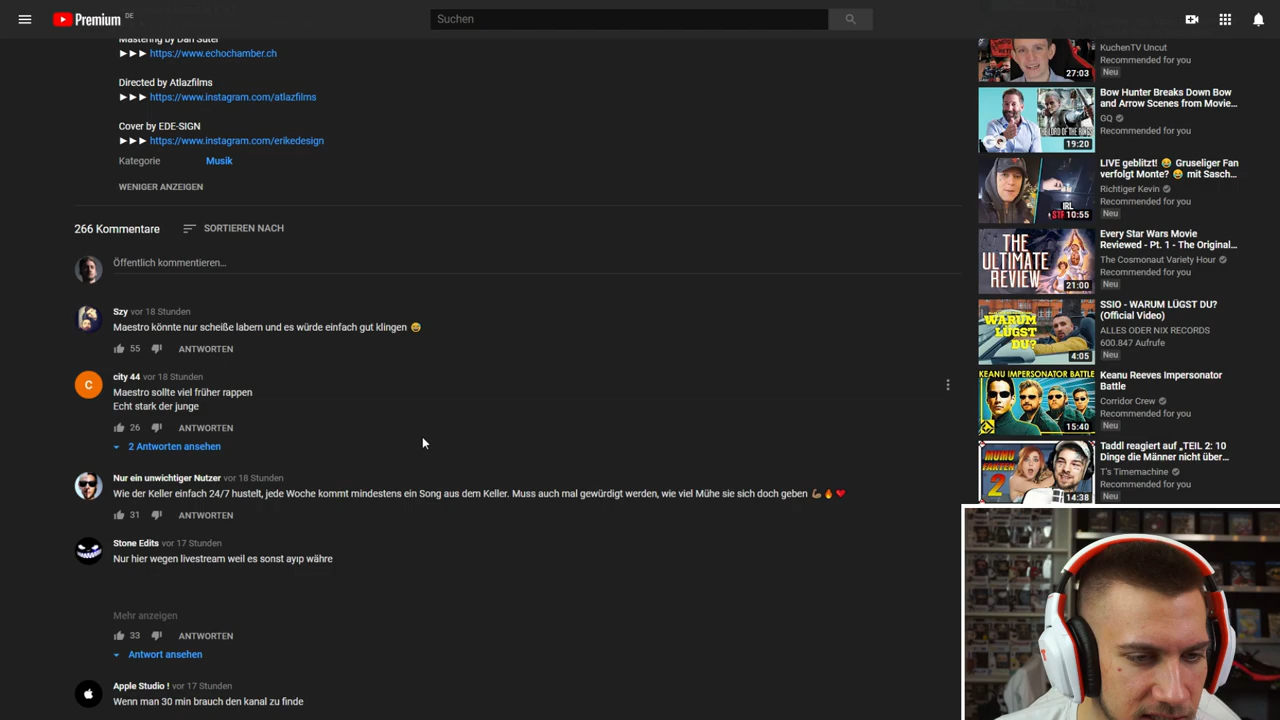 Premium DE
Suchen
Mastering by Dan Suter
►►► https://www.echochamber.ch
Directed by Atlazfilms
►►► https://www.instagram.com/atlazfilms
Cover by EDE-SIGN
►►► https://www.instagram.com/erikedesign
Kategorie Musik
WENIGER ANZEIGEN
266 Kommentare SORTIEREN NACH
Öffentlich kommentieren...
Szy vor 18 Stunden
Maestro könnte nur scheiße labern und es würde einfach gut klingen 😅
55 ANTWORTEN
C
city 44 vor 18 Stunden
Maestro sollte viel früher rappen
Echt stark der junge
26 ANTWORTEN
2 Antworten ansehen
Nur ein unwichtiger Nutzer vor 18 Stunden
Wie der Keller einfach 24/7 hustelt, jede Woche kommt mindestens ein Song aus dem Keller. Muss auch mal gewürdigt werden, wie viel Mühe sie sich doch geben 💪🏽🔥❤️
31 ANTWORTEN
Stone Edits vor 17 Stunden
Nur hier wegen livestream weil es sonst ayıp währe
Mehr anzeigen
33 ANTWORTEN
Antwort ansehen
Apple Studio ! vor 17 Stunden
Wenn man 30 min brauch den kanal zu finde
27:03
KuchenTV Uncut
Recommended for you
Neu
THE LORD OF THE RINGS
GQ
19:20
Bow Hunter Breaks Down Bow
and Arrow Scenes from Movie...
GQ
Recommended for you
IRL
STF 10:55
LIVE geblitzt! 😅 Gruseliger Fan
verfolgt Monte? 😅 mit Sasch...
Richtiger Kevin
Recommended for you
Neu
THE
ULTIMATE
REVIEW
21:00
Every Star Wars Movie
Reviewed - Pt. 1 - The Original...
The Cosmonaut Variety Hour
Recommended for you
Neu
WARUM
LÜGST
DU?
4:05
SSIO - WARUM LÜGST DU?
(Official Video)
ALLES ODER NIX RECORDS
600.847 Aufrufe
Neu
KEANU IMPERSONATOR
BATTLE
15:40
Keanu Reeves Impersonator
Battle
Corridor Crew
Recommended for you
Neu
MUMU
FAKTEN
2
14:38
Taddl reagiert auf „TEIL 2: 10
Dinge die Männer nicht über...
T's Timemachine
Recommended for you
Neu